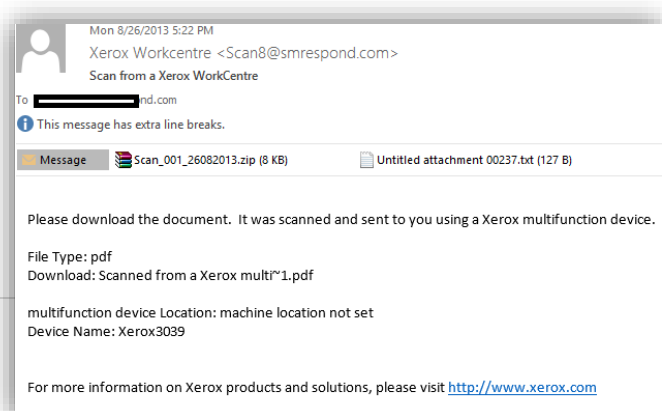 Mon 8/26/2013 5:22 PM
Xerox Workcentre <Scan8@smrespond.com>
Scan from a Xerox WorkCentre
To nd.com
This message has extra line breaks.
Message Scan_001_26082013.zip (8 KB) Untitled attachment 00237.txt (127 B)
Please download the document. It was scanned and sent to you using a Xerox multifunction device.
File Type: pdf
Download: Scanned from a Xerox multi~1.pdf
multifunction device Location: machine location not set
Device Name: Xerox3039
For more information on Xerox products and solutions, please visit http://www.xerox.com